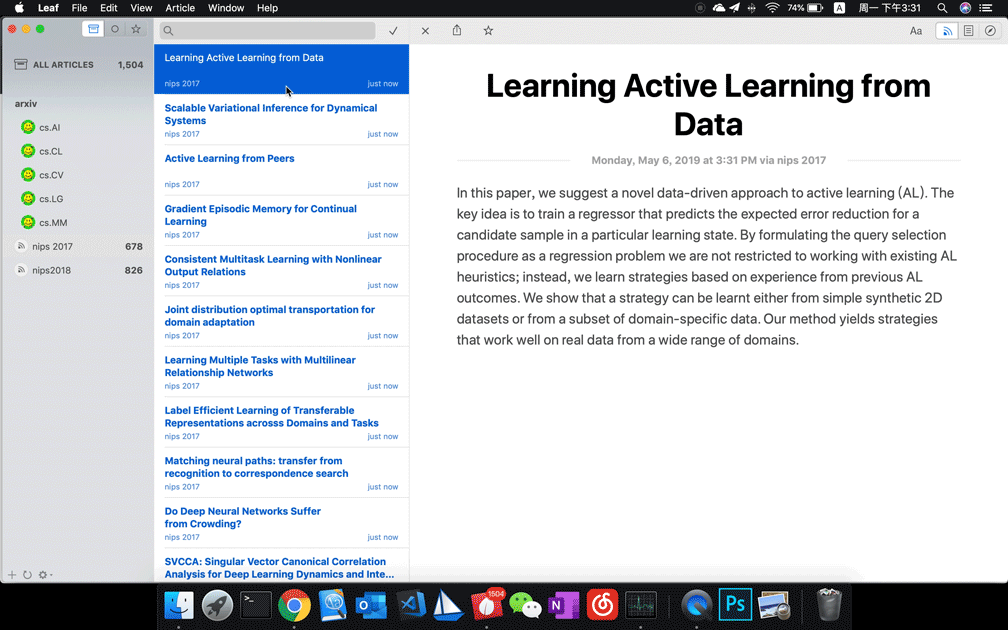 Leaf File Edit View Article Window Help 74% A 周一 下午3:31
Aa
ALL ARTICLES 1,504
arxiv
cs.AI
cs.CL
cs.CV
cs.LG
cs.MM
nips 2017 678
nips2018 826
Learning Active Learning from Data
nips 2017 just now
Scalable Variational Inference for Dynamical
Systems
nips 2017 just now
Active Learning from Peers
nips 2017 just now
Gradient Episodic Memory for Continual
Learning
nips 2017 just now
Consistent Multitask Learning with Nonlinear
Output Relations
nips 2017 just now
Joint distribution optimal transportation for
domain adaptation
nips 2017 just now
Learning Multiple Tasks with Multilinear
Relationship Networks
nips 2017 just now
Label Efficient Learning of Transferable
Representations acrosss Domains and Tasks
nips 2017 just now
Matching neural paths: transfer from
recognition to correspondence search
nips 2017 just now
Do Deep Neural Networks Suffer
from Crowding?
nips 2017 just now
SVCCA: Singular Vector Canonical Correlation
Analysis for Deep Learning Dynamics and Inte...
Learning Active Learning from
Data
Monday, May 6, 2019 at 3:31 PM via nips 2017
In this paper, we suggest a novel data-driven approach to active learning (AL). The
key idea is to train a regressor that predicts the expected error reduction for a
candidate sample in a particular learning state. By formulating the query selection
procedure as a regression problem we are not restricted to working with existing AL
heuristics; instead, we learn strategies based on experience from previous AL
outcomes. We show that a strategy can be learnt either from simple synthetic 2D
datasets or from a subset of domain-specific data. Our method yields strategies
that work well on real data from a wide range of domains.
1504
Ps